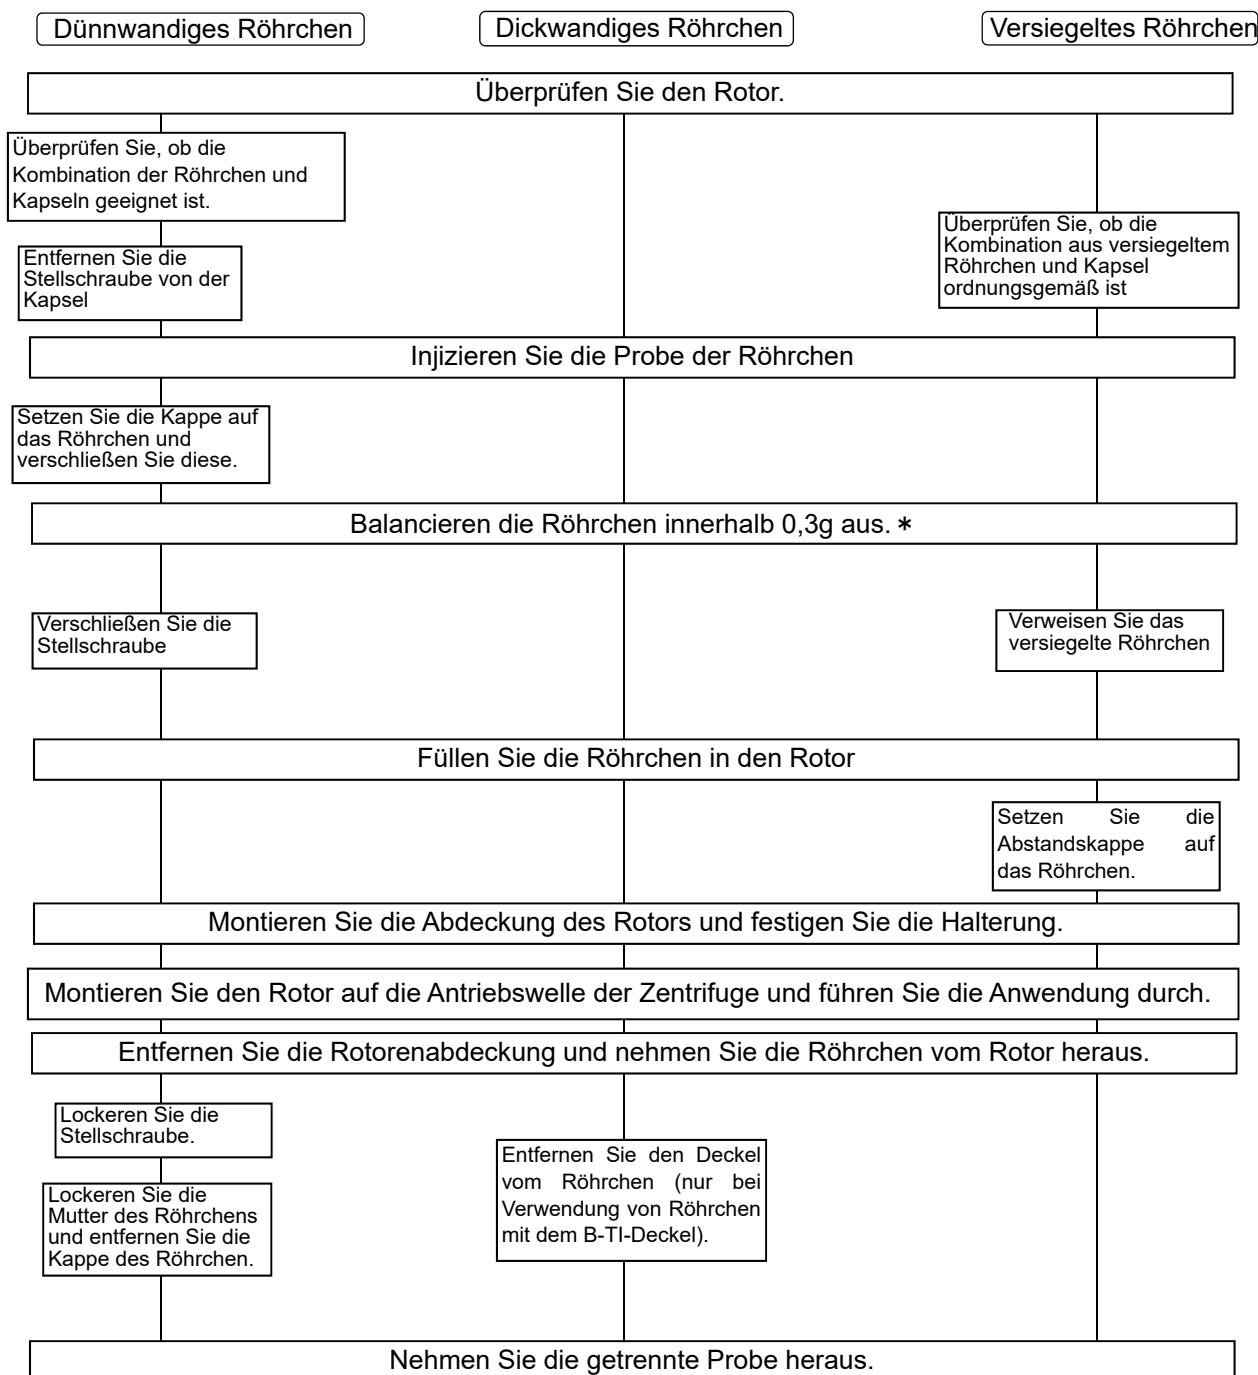 Dünnwandiges Röhrchen
Dickwandiges Röhrchen
Versiegeltes Röhrchen
Überprüfen Sie den Rotor.
Überprüfen Sie, ob die
Kombination der Röhrchen und
Kapseln geeignet ist.
Überprüfen Sie, ob die
Kombination aus versiegeltem
Röhrchen und Kapsel
ordnungsgemäß ist
Entfernen Sie die
Stellschraube von der
Kapsel
Injizieren Sie die Probe der Röhrchen
Setzen Sie die Kappe auf
das Röhrchen und
verschließen Sie diese.
Balancieren die Röhrchen innerhalb 0,3g aus. *
Verschließen Sie die
Stellschraube
Verweisen Sie das
versiegelte Röhrchen
Füllen Sie die Röhrchen in den Rotor
Setzen Sie die
Abstandskappe auf
das Röhrchen.
Montieren Sie die Abdeckung des Rotors und festigen Sie die Halterung.
Montieren Sie den Rotor auf die Antriebswelle der Zentrifuge und führen Sie die Anwendung durch.
Entfernen Sie die Rotorenabdeckung und nehmen Sie die Röhrchen vom Rotor heraus.
Lockeren Sie die
Stellschraube.
Entfernen Sie den Deckel
vom Röhrchen (nur bei
Verwendung von Röhrchen
mit dem B-TI-Deckel).
Lockeren Sie die
Mutter des Röhrchens
und entfernen Sie die
Kappe des Röhrchen.
Nehmen Sie die getrennte Probe heraus.